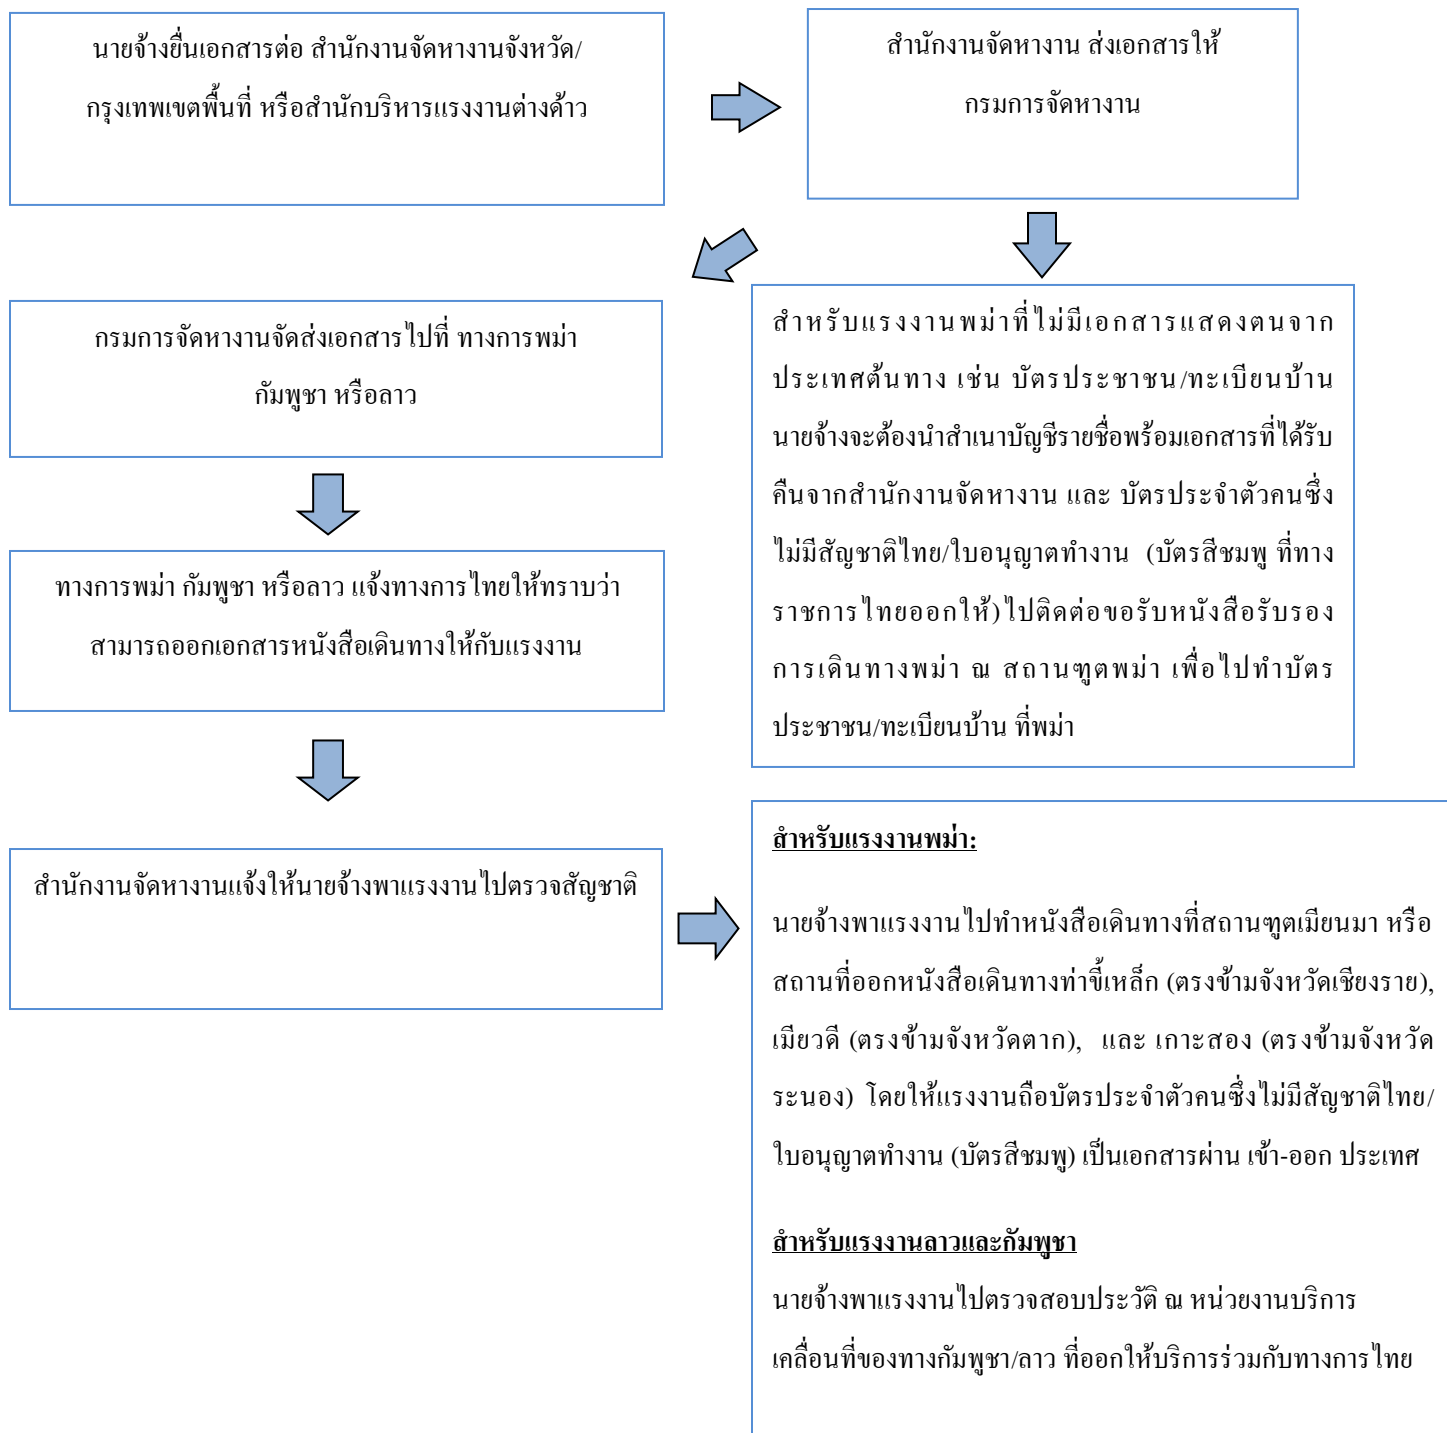 นายจ้างยื่นเอกสารต่อ สำนักงานจัดหางานจังหวัด/
กรุงเทพเขตพื้นที่ หรือสำนักบริหารแรงงานต่างด้าว
สำนักงานจัดหางาน ส่งเอกสารให้
กรมการจัดหางาน
กรมการจัดหางานจัดส่งเอกสารไปที่ ทางการพม่า
กัมพูชา หรือลาว
สำหรับแรงงานพม่าที่ไม่มีเอกสารแสดงตนจาก
ประเทศต้นทาง เช่น บัตรประชาชน/ทะเบียนบ้าน
นายจ้างจะต้องนำสำเนาบัญชีรายชื่อพร้อมเอกสารที่ได้รับ
คืนจากสำนักงานจัดหางาน และ บัตรประจำตัวคนซึ่ง
ไม่มีสัญชาติไทย/ใบอนุญาตทำงาน (บัตรสีชมพู ที่ทาง
ราชการไทยออกให้)ไปติดต่อขอรับหนังสือรับรอง
การเดินทางพม่า ณ สถานฑูตพม่า เพื่อไปทำบัตร
ประชาชน/ทะเบียนบ้าน ที่พม่า
ทางการพม่า กัมพูชา หรือลาว แจ้งทางการไทยให้ทราบว่า
สามารถออกเอกสารหนังสือเดินทางให้กับแรงงาน
สำนักงานจัดหางานแจ้งให้นายจ้างพาแรงงานไปตรวจสัญชาติ
สำหรับแรงงานพม่า:
นายจ้างพาแรงงานไปทำหนังสือเดินทางที่สถานฑูตเมียนมา หรือ
สถานที่ออกหนังสือเดินทางท่าขี้เหล็ก (ตรงข้ามจังหวัดเชียงราย),
เมียวดี (ตรงข้ามจังหวัดตาก), และ เกาะสอง (ตรงข้ามจังหวัด
ระนอง) โดยให้แรงงานถือบัตรประจำตัวคนซึ่งไม่มีสัญชาติไทย/
ใบอนุญาตทำงาน (บัตรสีชมพู) เป็นเอกสารผ่าน เข้า-ออก ประเทศ
สำหรับแรงงานลาวและกัมพูชา
นายจ้างพาแรงงานไปตรวจสอบประวัติ ณ หน่วยงานบริการ
เคลื่อนที่ของทางกัมพูชา/ลาว ที่ออกให้บริการร่วมกับทางการไทย